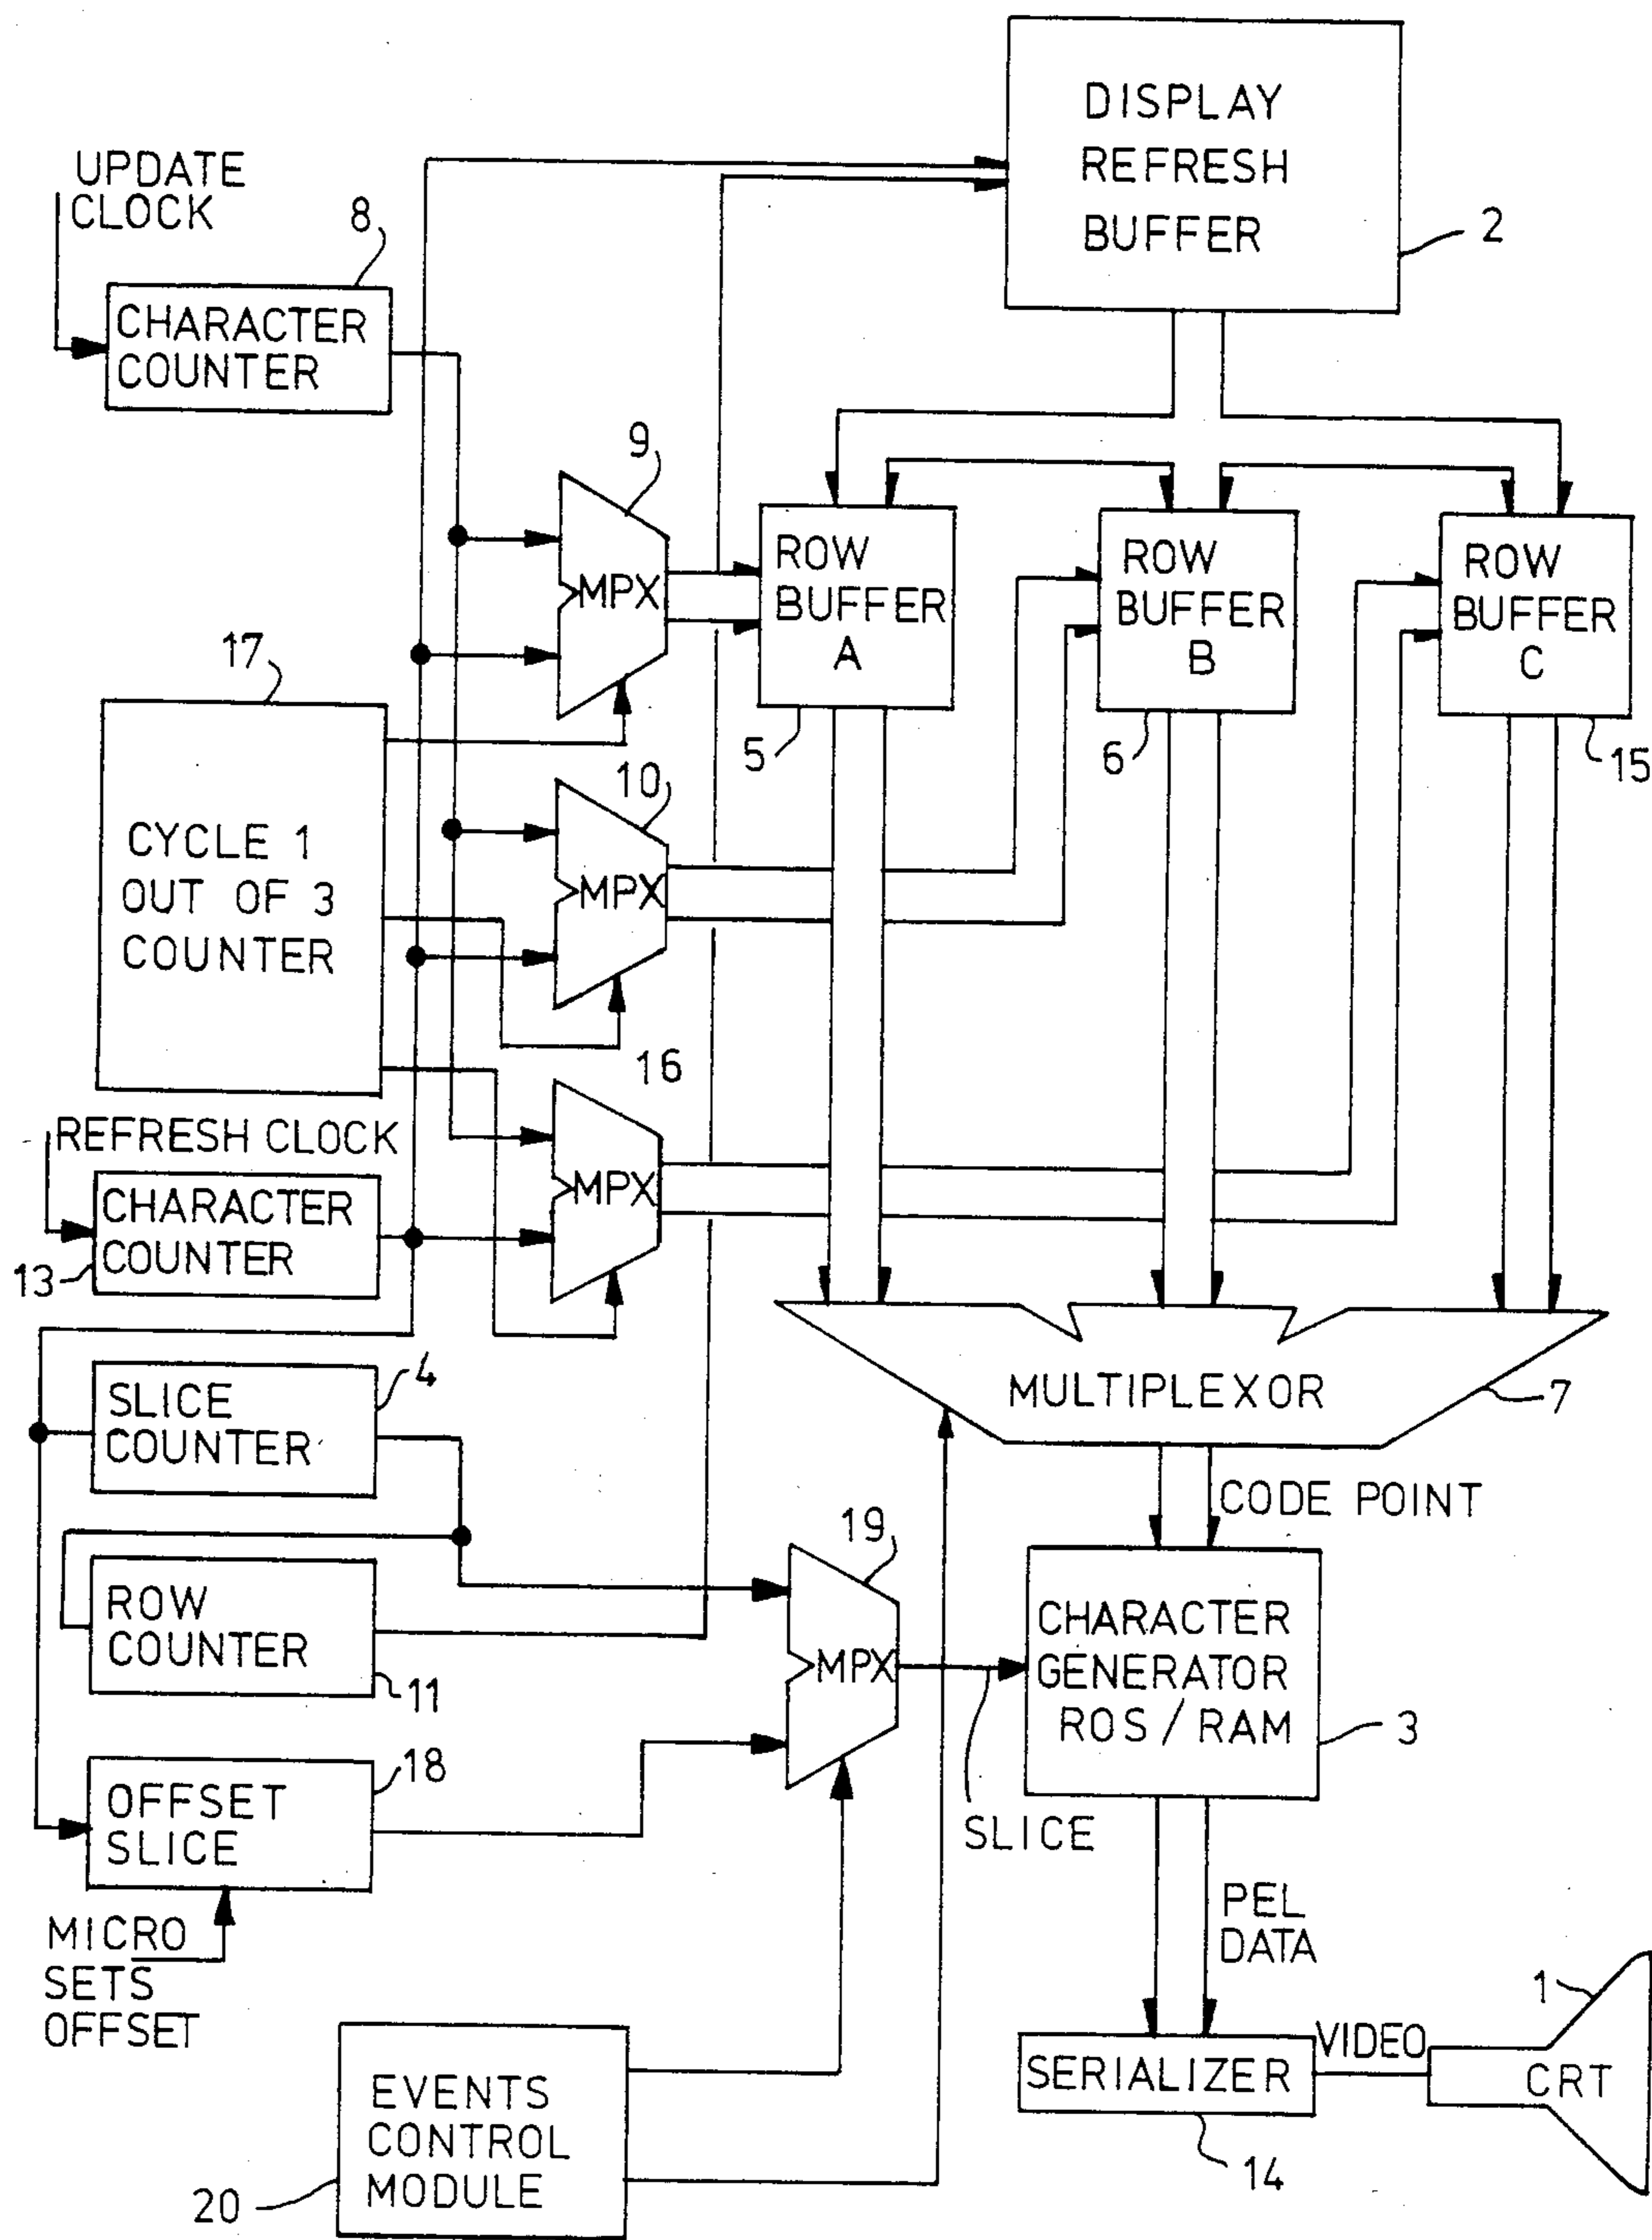 DISPLAY
REFRESH
BUFFER
2
UPDATE
CLOCK
8
CHARACTER
COUNTER
9
MPX
ROW
BUFFER
A
5
ROW
BUFFER
B
6
ROW
BUFFER
C
15
17
CYCLE 1
OUT OF 3
COUNTER
10
MPX
16
MPX
REFRESH CLOCK
CHARACTER
COUNTER
13
SLICE
COUNTER
4
MULTIPLEXOR
7
CODE POINT
ROW
COUNTER
11
19
MPX
CHARACTER
GENERATOR
ROS/RAM
3
SLICE
OFFSET
SLICE
18
MICRO
SETS
OFFSET
PEL
DATA
EVENTS
CONTROL
MODULE
20
SERIALIZER
14
VIDEO
1
CRT